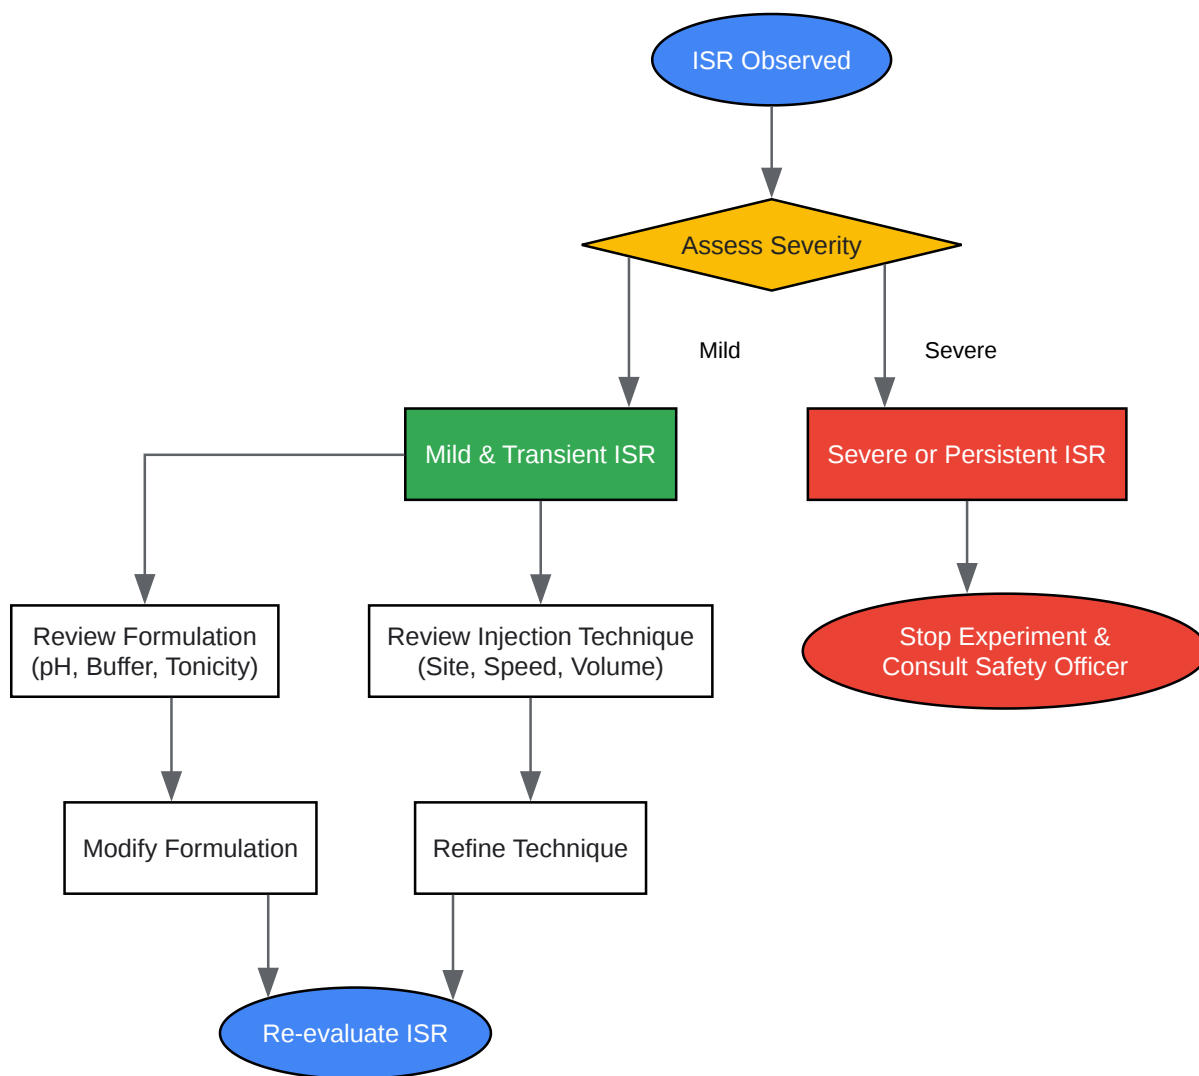 ISR Observed
Assess Severity
Mild
Severe
Mild & Transient ISR
Severe or Persistent ISR
Review Formulation
(pH, Buffer, Tonicity)
Review Injection Technique
(Site, Speed, Volume)
Stop Experiment &
Consult Safety Officer
Modify Formulation
Refine Technique
Re-evaluate ISR